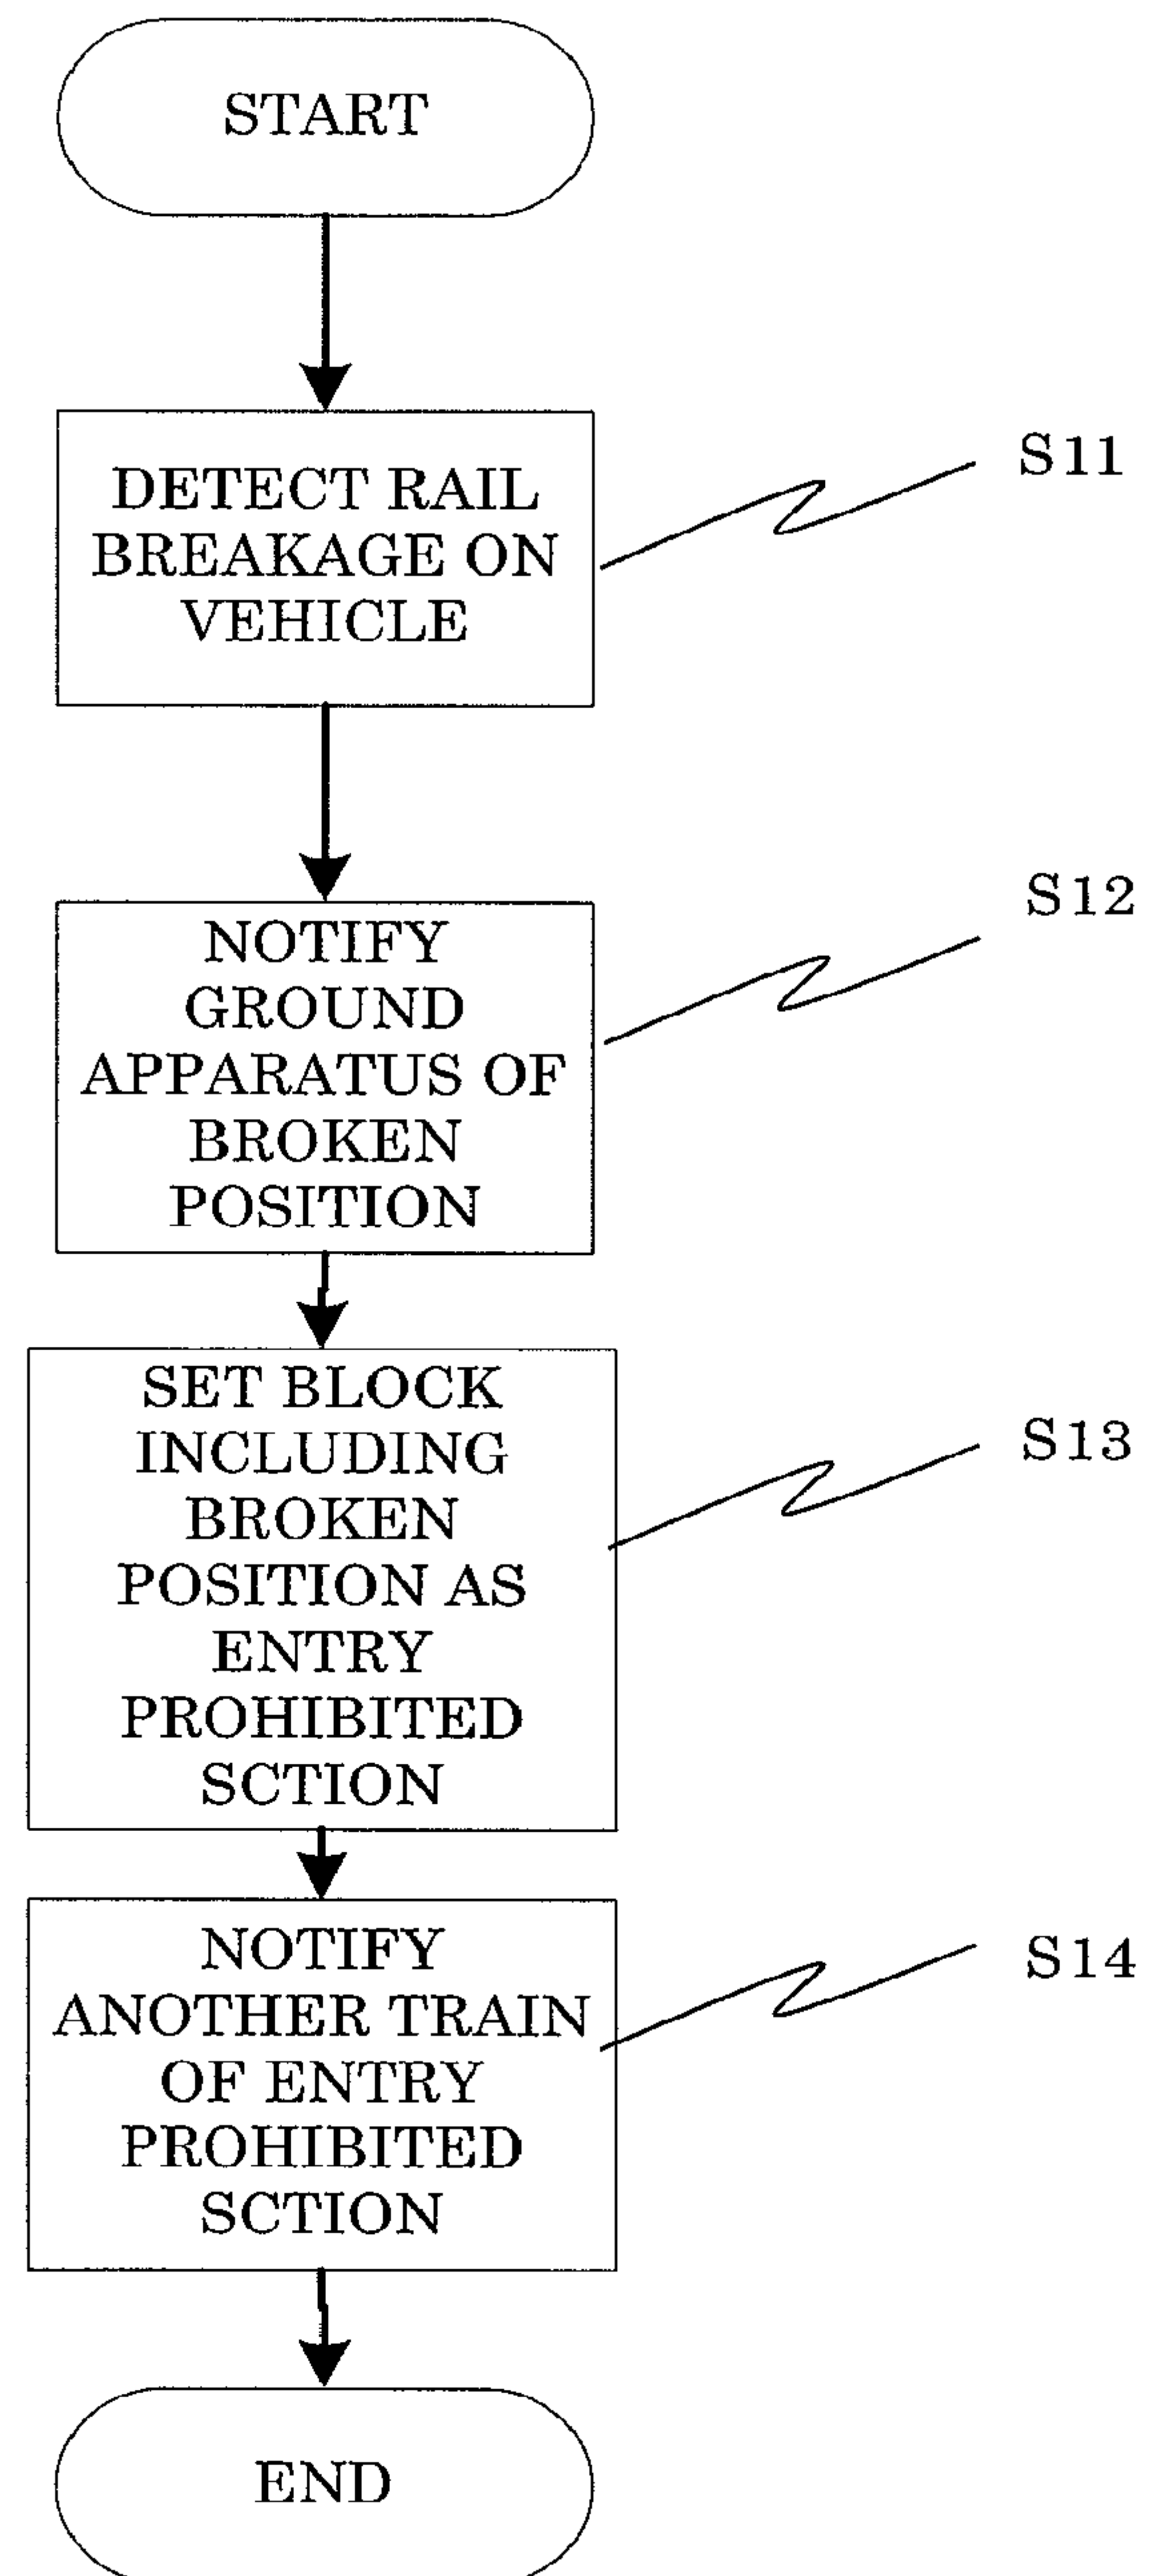 START
DETECT RAIL
BREAKAGE ON
VEHICLE
S11
NOTIFY
GROUND
APPARATUS OF
BROKEN
POSITION
S12
SET BLOCK
INCLUDING
BROKEN
POSITION AS
ENTRY
PROHIBITED
SCTION
S13
NOTIFY
ANOTHER TRAIN
OF ENTRY
PROHIBITED
SCTION
S14
END